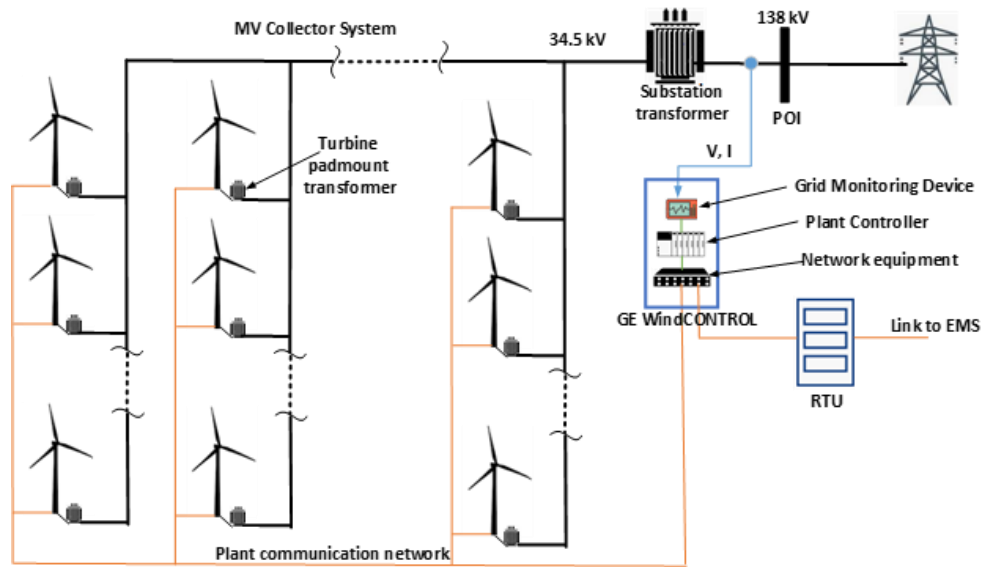 MV Collector System
34.5 kV
138 kV
Substation
transformer
POI
Turbine
padmount
transformer
V, I
Grid Monitoring Device
Plant Controller
Network equipment
GE WindCONTROL
Link to EMS
RTU
Plant communication network